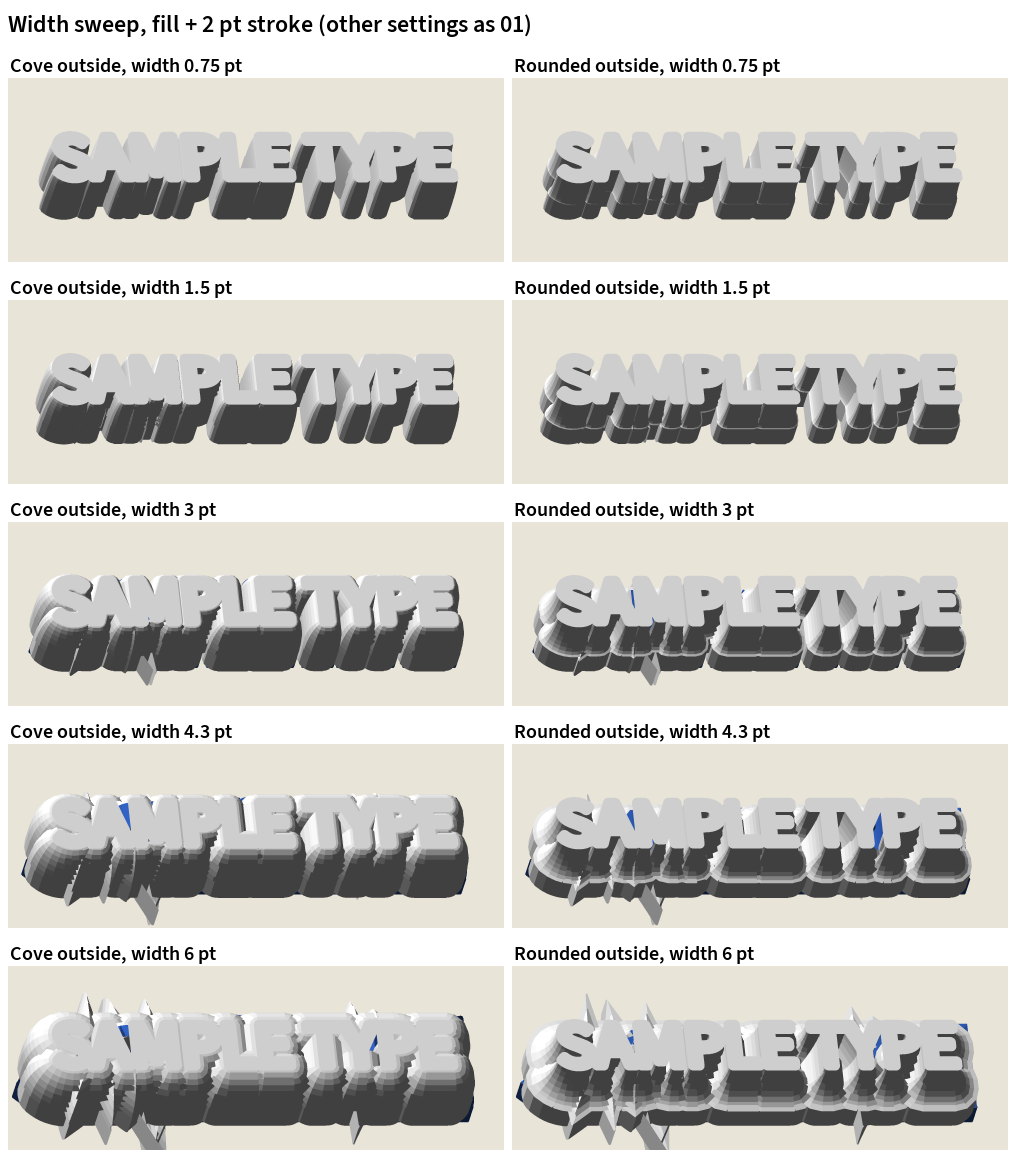 Width sweep, fill + 2 pt stroke (other settings as 01)
Cove outside, width 0.75 pt
Rounded outside, width 0.75 pt
SAMPLE TYPE
SAMPLE TYPE
Cove outside, width 1.5 pt
Rounded outside, width 1.5 pt
SAMPLE TYPE
SAMPLE TYPE
Cove outside, width 3 pt
Rounded outside, width 3 pt
SAMPLE TYPE
SAMPLE TYPE
Cove outside, width 4.3 pt
Rounded outside, width 4.3 pt
SAMPLE TYPE
SAMPLE TYPE
Cove outside, width 6 pt
Rounded outside, width 6 pt
SAMPLE TYPE
SAMPLE TYPE